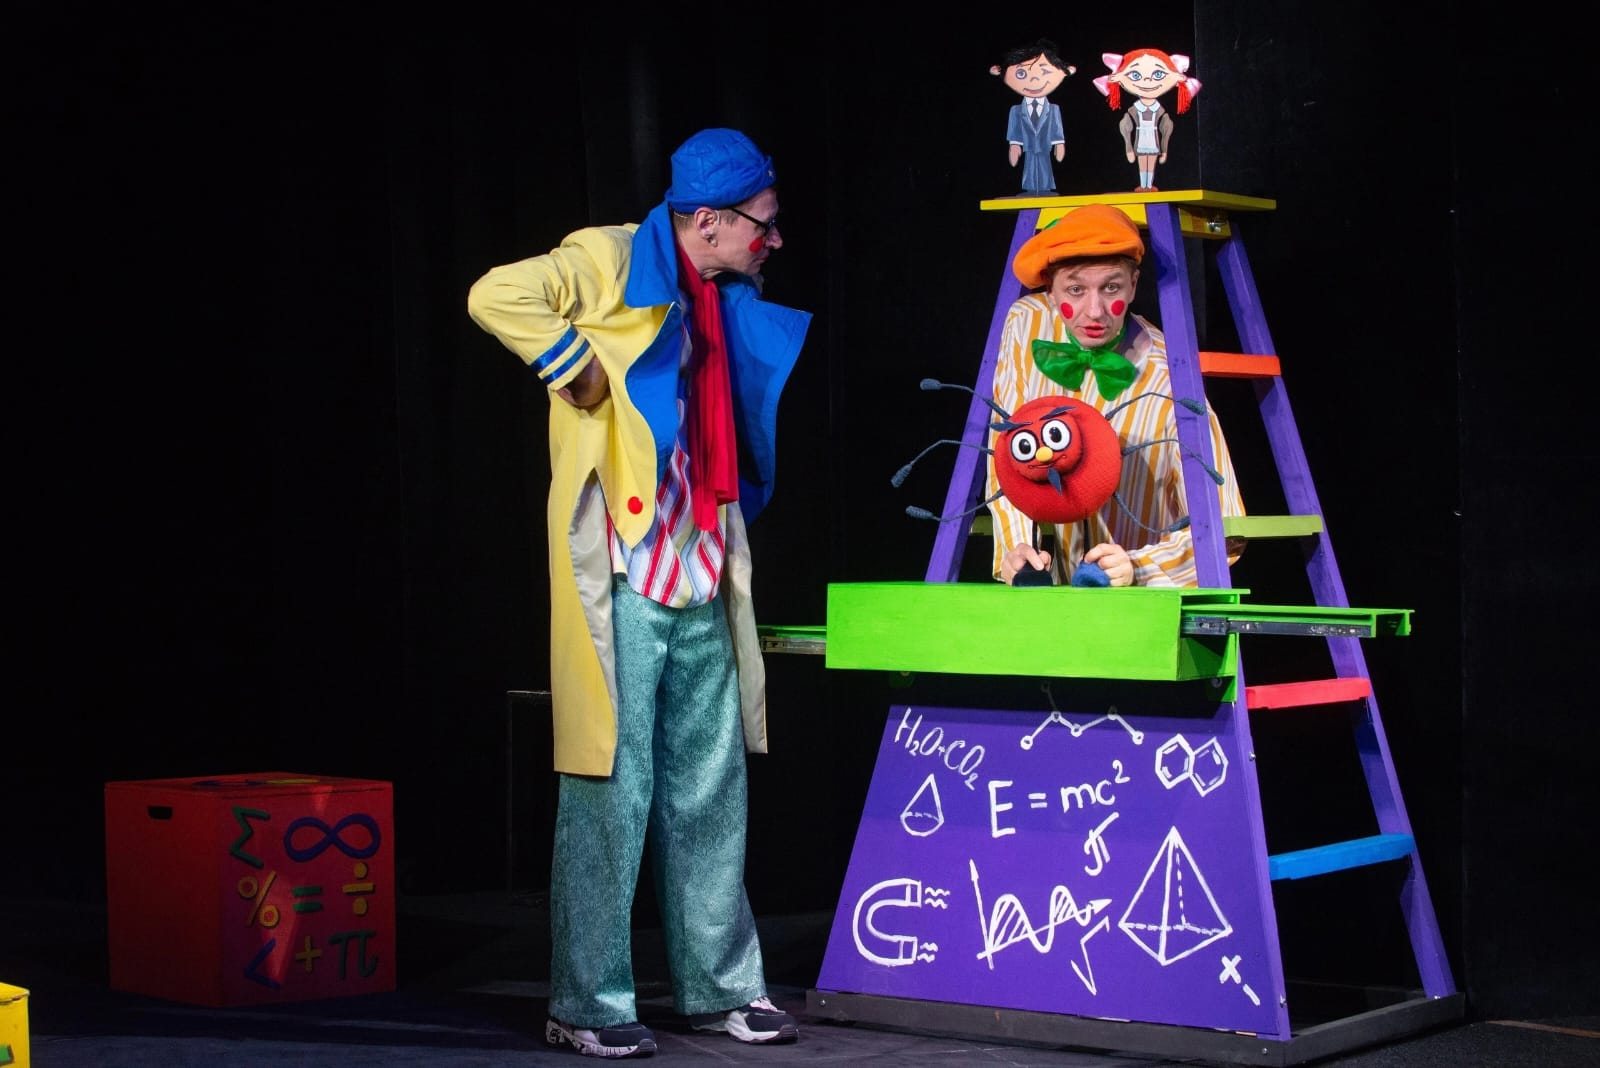 H₂O+CO₂
E = mc²
π
x
Σ ∞
% = ÷
< + π